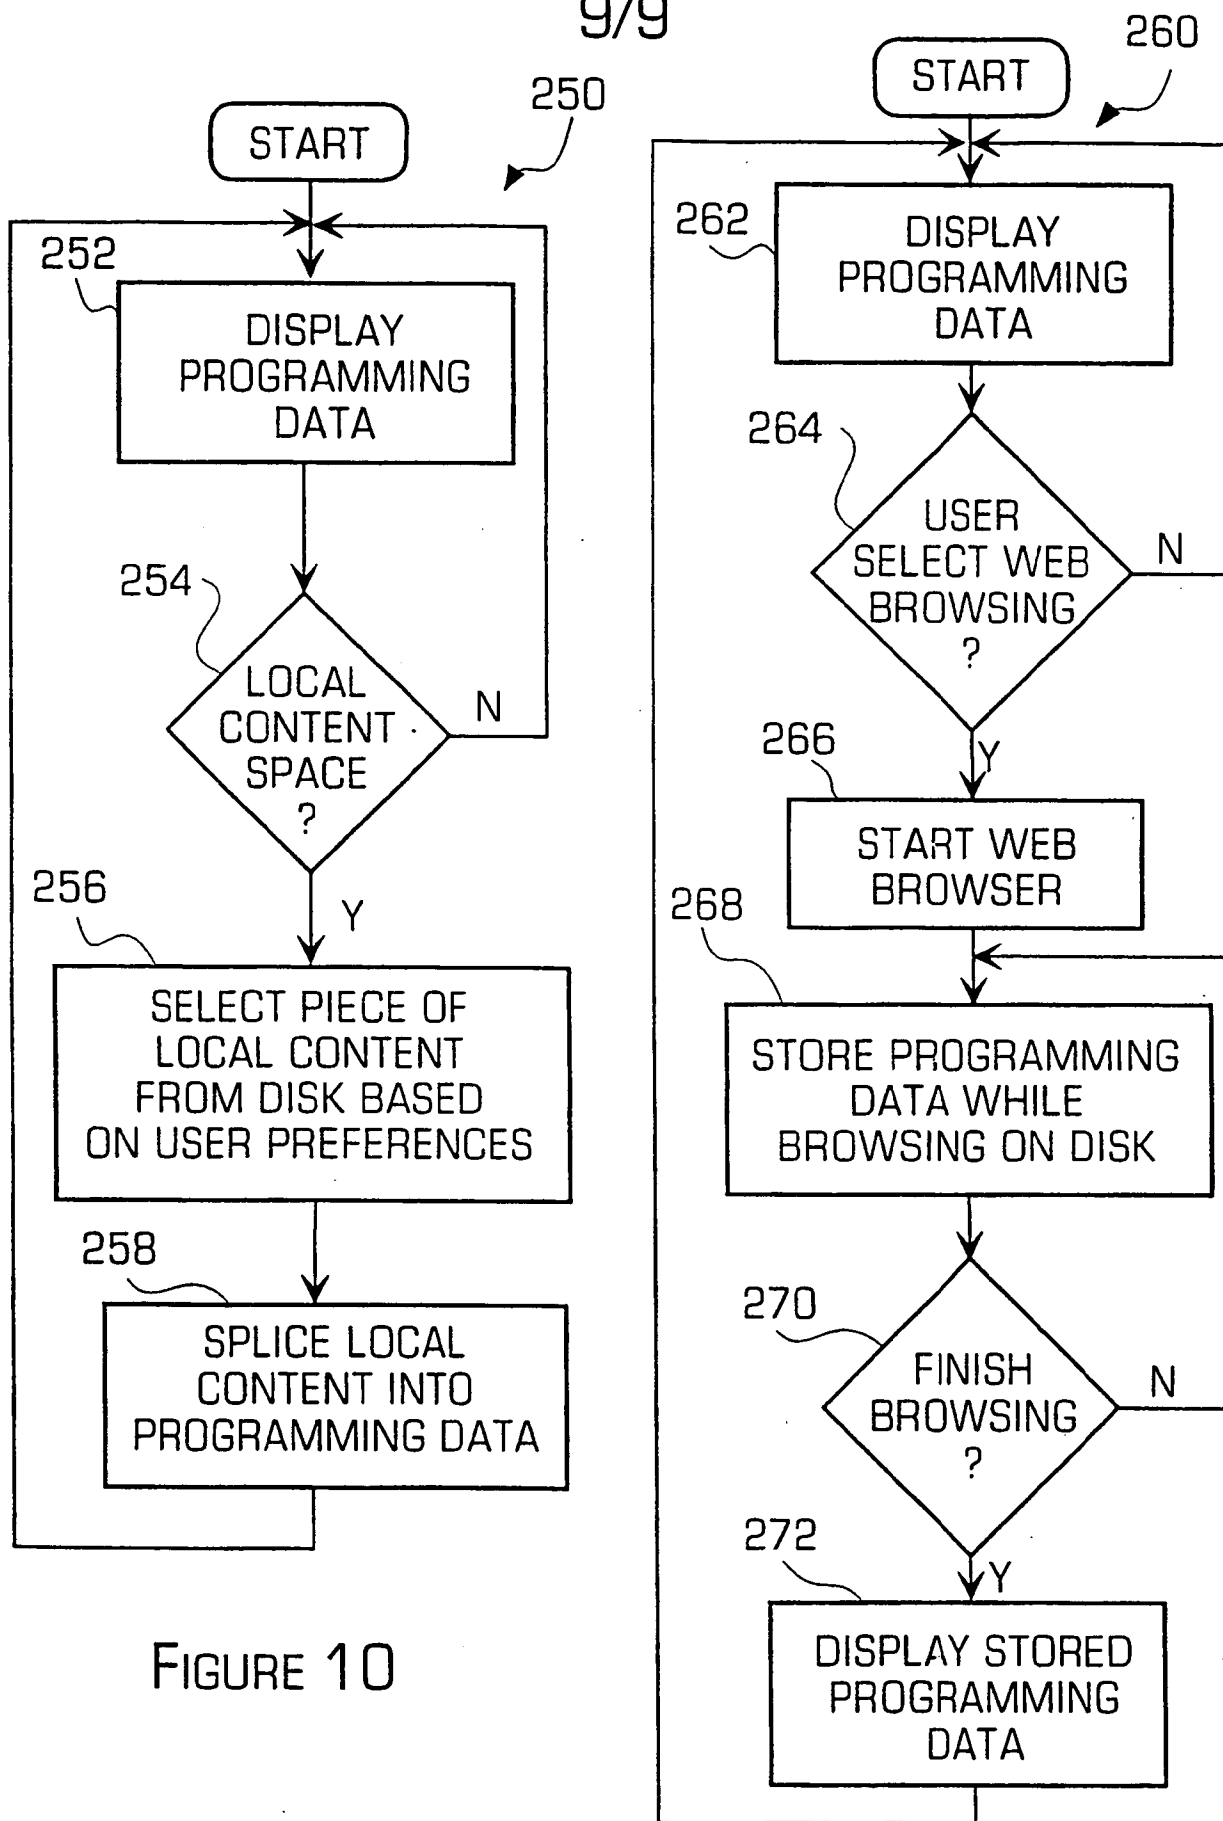 9/9
START
250
252
DISPLAY
PROGRAMMING
DATA
254
LOCAL
CONTENT
SPACE
?
N
Y
256
SELECT PIECE OF
LOCAL CONTENT
FROM DISK BASED
ON USER PREFERENCES
258
SPLICE LOCAL
CONTENT INTO
PROGRAMMING DATA
FIGURE 10
START
260
262
DISPLAY
PROGRAMMING
DATA
264
USER
SELECT WEB
BROWSING
?
N
Y
266
START WEB
BROWSER
268
STORE PROGRAMMING
DATA WHILE
BROWSING ON DISK
270
FINISH
BROWSING
?
N
Y
272
DISPLAY STORED
PROGRAMMING
DATA